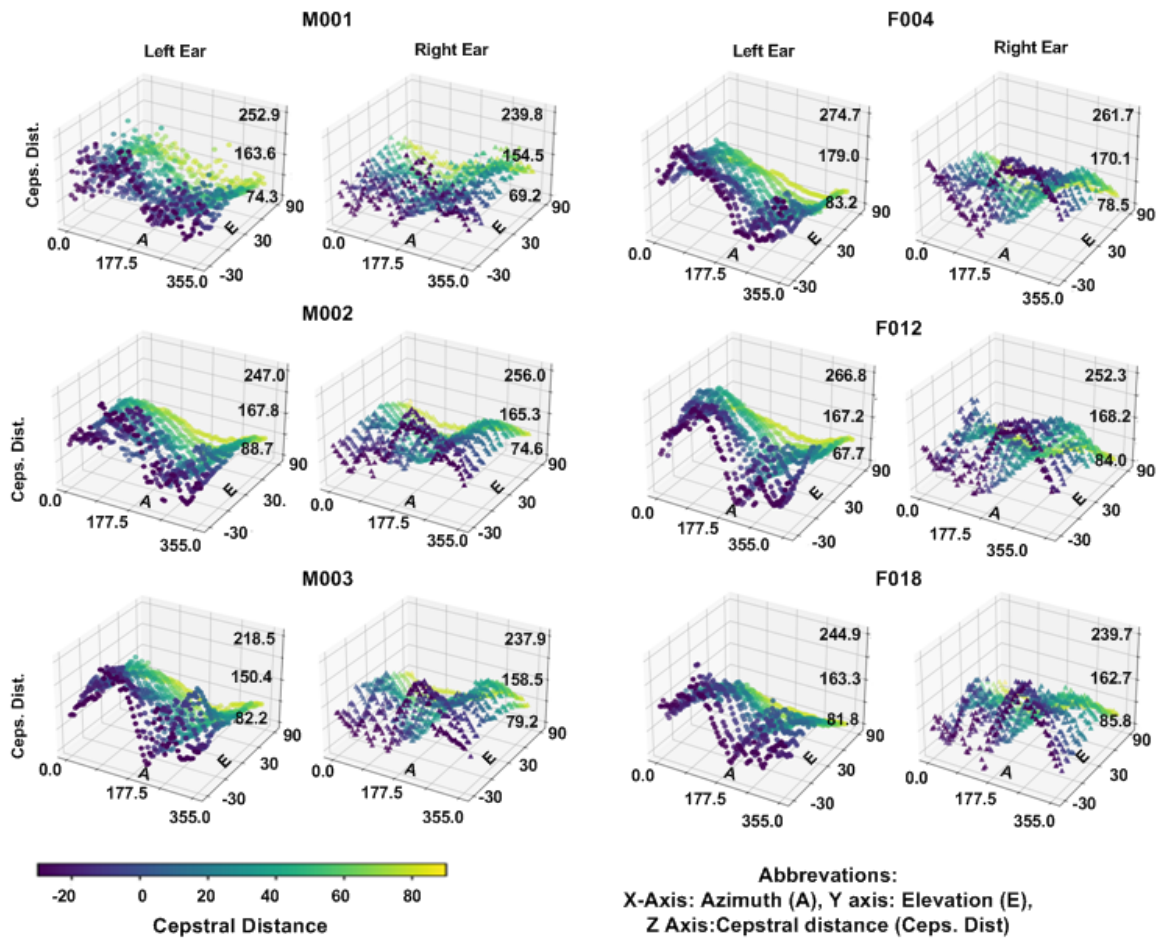 M001
F004
Left Ear
Right Ear
Left Ear
Right Ear
Ceps. Dist.
252.9
163.6
74.3
90
30
-30
E
A
0.0
177.5
355.0
239.8
154.5
69.2
90
30
-30
E
A
0.0
177.5
355.0
274.7
179.0
83.2
90
30
-30
E
A
0.0
177.5
355.0
261.7
170.1
78.5
90
30
-30
E
A
0.0
177.5
355.0
M002
F012
Ceps. Dist.
247.0
167.8
88.7
90
30.
-30
E
A
0.0
177.5
355.0
256.0
165.3
74.6
90
30
-30
E
A
0.0
177.5
355.0
266.8
167.2
67.7
90
30
-30
E
A
0.0
177.5
355.0
252.3
168.2
84.0
90
30
-30
E
A
0.0
177.5
355.0
M003
F018
Ceps. Dist.
218.5
150.4
82.2
90
30
-30
E
A
0.0
177.5
355.0
237.9
158.5
79.2
90
30
-30
E
A
0.0
177.5
355.0
244.9
163.3
81.8
90
30
-30
E
A
0.0
177.5
355.0
239.7
162.7
85.8
90
30
-30
E
A
0.0
177.5
355.0
-20 0 20 40 60 80
Cepstral Distance
Abbrevations:
X-Axis: Azimuth (A), Y axis: Elevation (E),
Z Axis:Cepstral distance (Ceps. Dist)